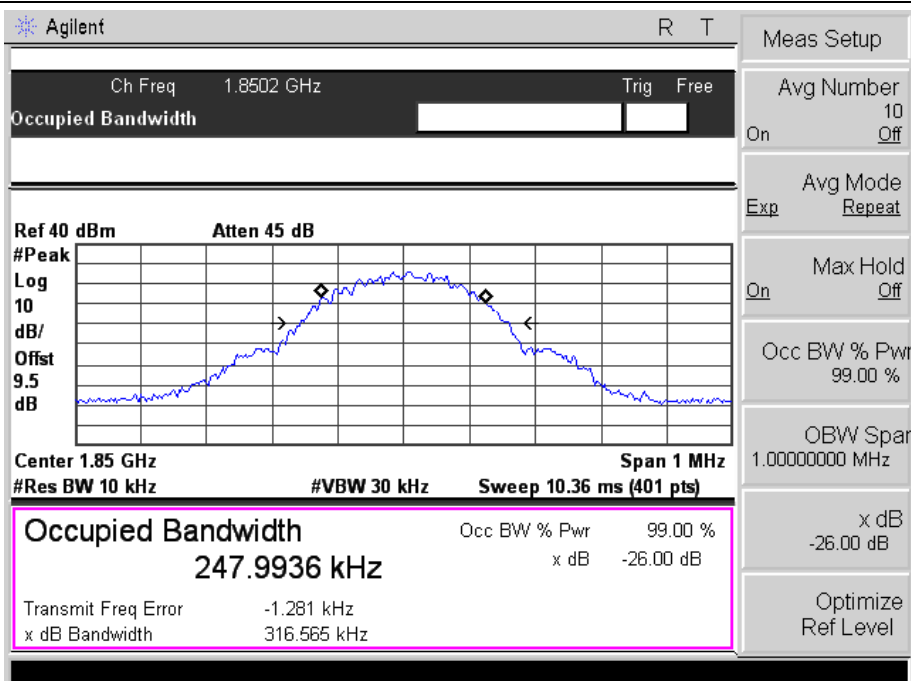 Agilent R T
Ch Freq 1.8502 GHz Trig Free
Occupied Bandwidth
Ref 40 dBm Atten 45 dB
#Peak
Log
10
dB/
Offst
9.5
dB
Center 1.85 GHz Span 1 MHz
#Res BW 10 kHz #VBW 30 kHz Sweep 10.36 ms (401 pts)
Occupied Bandwidth
247.9936 kHz
Occ BW % Pwr 99.00 %
x dB -26.00 dB
Transmit Freq Error -1.281 kHz
x dB Bandwidth 316.565 kHz
Meas Setup
Avg Number
10
On Off
Avg Mode
Exp Repeat
Max Hold
On Off
Occ BW % Pwr
99.00 %
OBW Span
1.00000000 MHz
x dB
-26.00 dB
Optimize
Ref Level